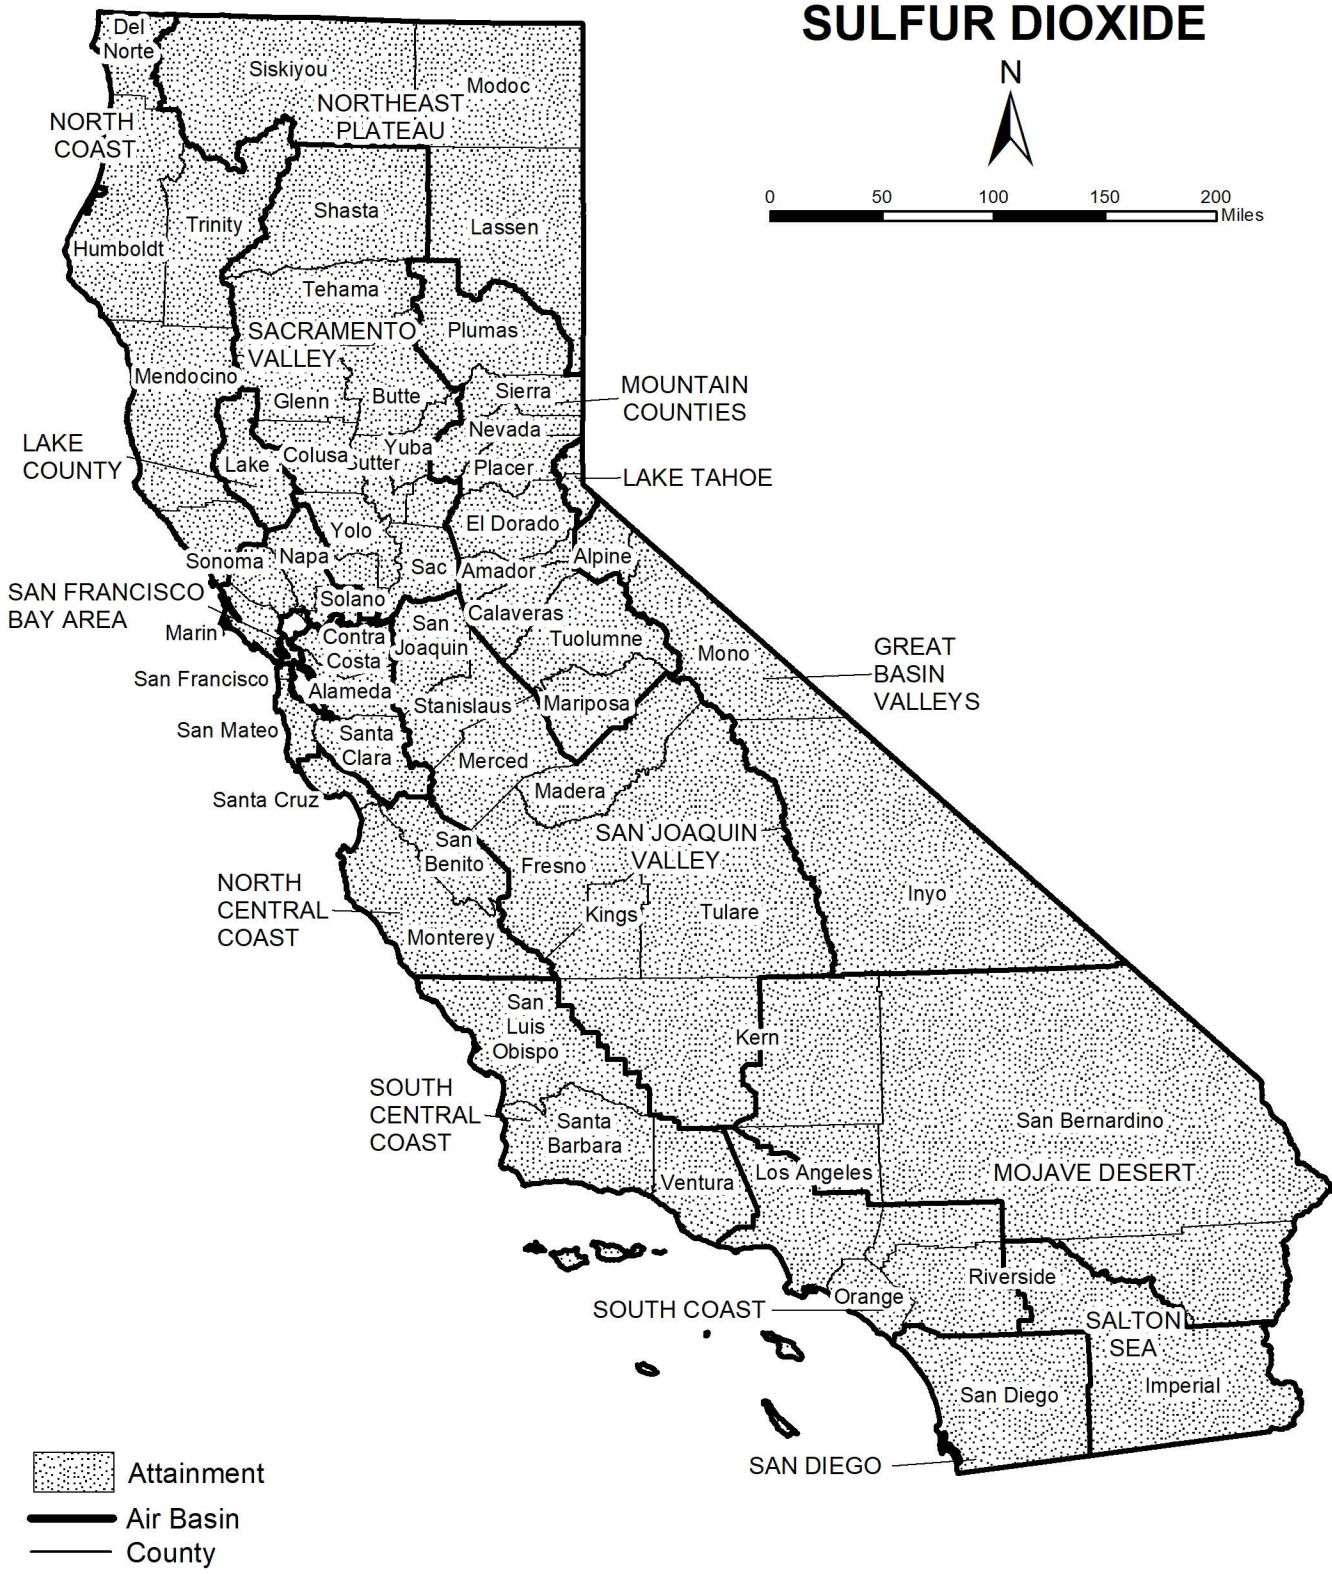 SULFUR DIOXIDE
N
0 50 100 150 200
Miles
Del
Norte
Siskiyou
Modoc
NORTHEAST
PLATEAU
NORTH
COAST
Shasta
Trinity
Lassen
Humboldt
Tehama
SACRAMENTO
VALLEY
Plumas
Mendocino
Glenn
Butte
Sierra
MOUNTAIN
COUNTIES
Nevada
LAKE
COUNTY
Lake
Colusa
Yuba
Placer
LAKE TAHOE
Yolo
El Dorado
Sonoma
Napa
Sac
Amador
Alpine
SAN FRANCISCO
BAY AREA
Solano
Calaveras
Marin
Contra
Costa
San
Joaquin
Tuolumne
Mono
GREAT
BASIN
VALLEYS
San Francisco
Alameda
Stanislaus
Mariposa
San Mateo
Santa
Clara
Merced
Madera
Santa Cruz
San
Benito
Fresno
SAN JOAQUIN
VALLEY
NORTH
CENTRAL
COAST
Monterey
Kings
Tulare
Inyo
San
Luis
Obispo
Kern
SOUTH
CENTRAL
COAST
Santa
Barbara
Ventura
Los Angeles
San Bernardino
MOJAVE DESERT
Riverside
Orange
SOUTH COAST
SALTON
SEA
Imperial
San Diego
SAN DIEGO
Attainment
Air Basin
County